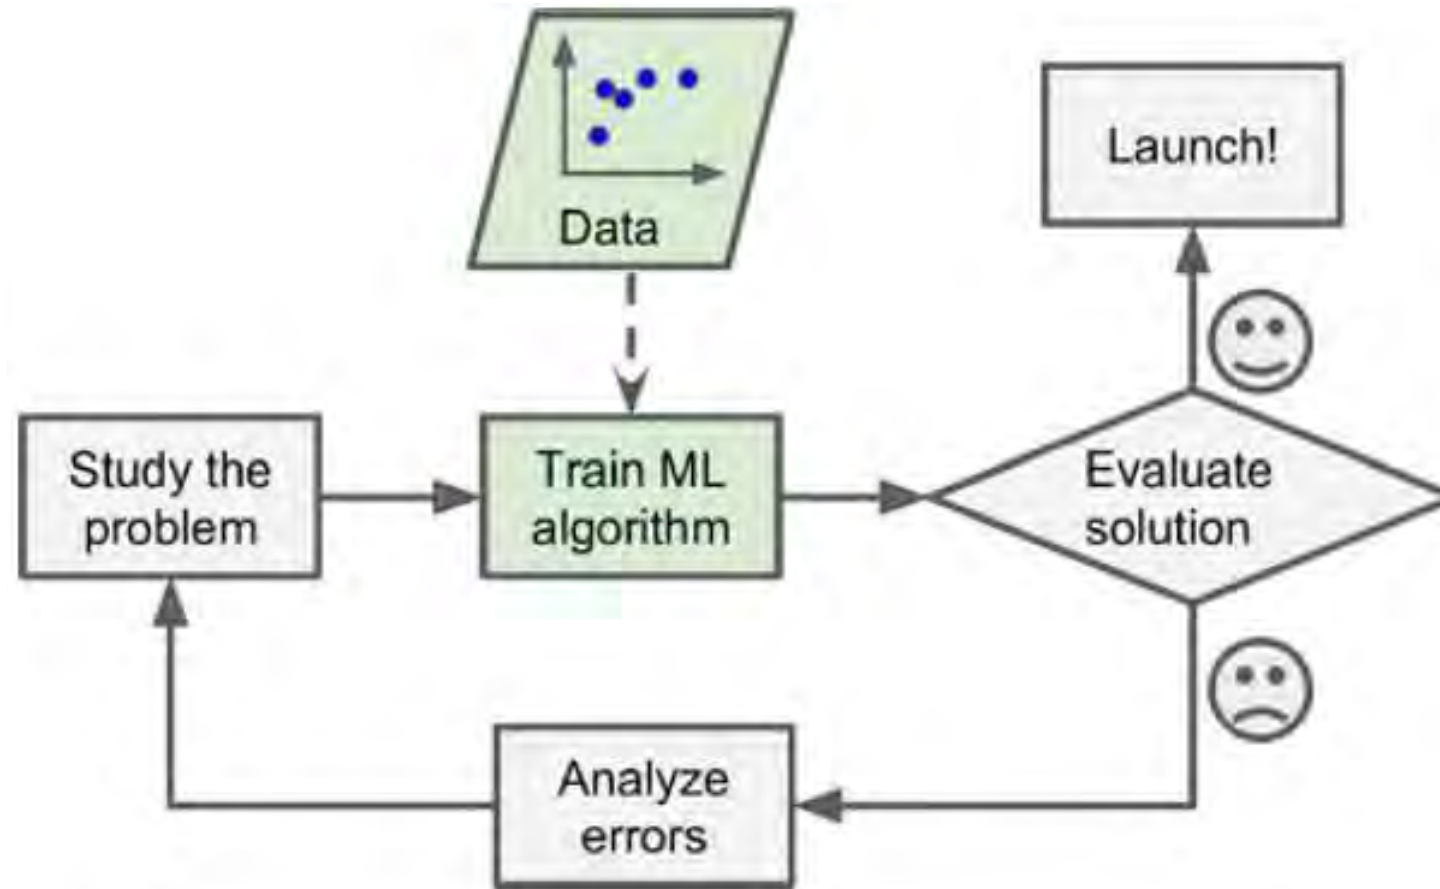 Data
Launch!
Study the
problem
Train ML
algorithm
Evaluate
solution
Analyze
errors